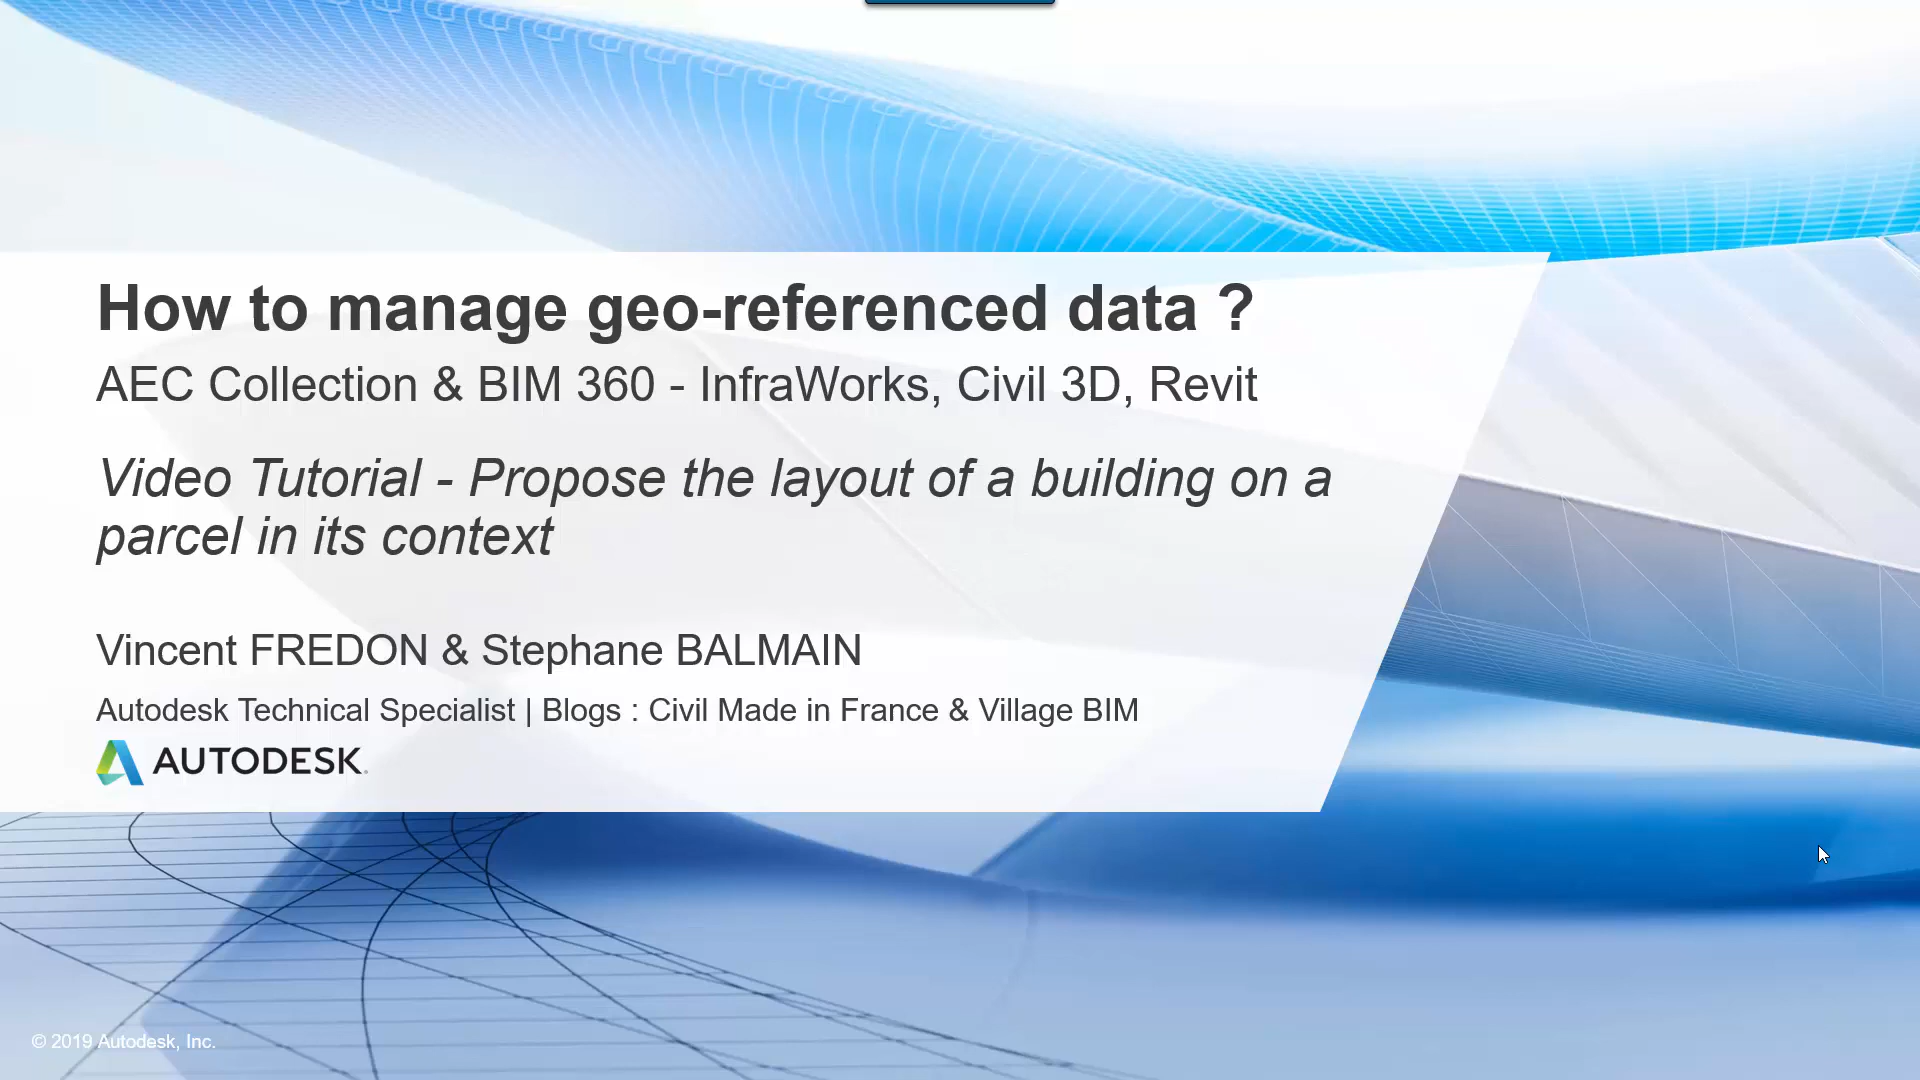 How to manage geo-referenced data ?
AEC Collection & BIM 360 - InfraWorks, Civil 3D, Revit
Video Tutorial - Propose the layout of a building on a
parcel in its context
Vincent FREDON & Stephane BALMAIN
Autodesk Technical Specialist | Blogs : Civil Made in France & Village BIM
AUTODESK.
© 2019 Autodesk, Inc.